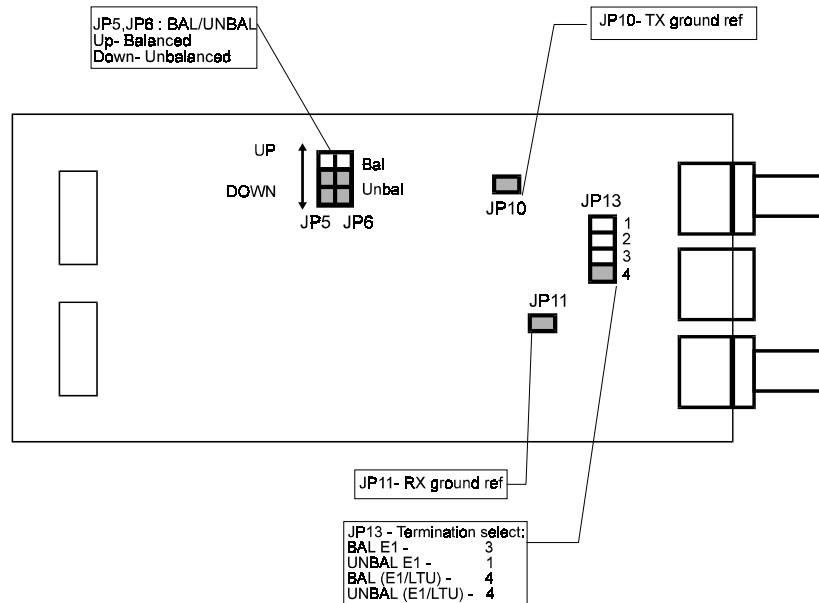 JP5,JP6 : BAL/UNBAL
Up- Balanced
Down- Unbalanced
JP10- TX ground ref
UP
Bal
DOWN
Unbal
JP5 JP6
JP10
JP13
1
2
3
4
JP11
JP11- RX ground ref
JP13 - Termination select:
BAL E1 - 3
UNBAL E1 - 1
BAL (E1/LTU) - 4
UNBAL (E1/LTU) - 4